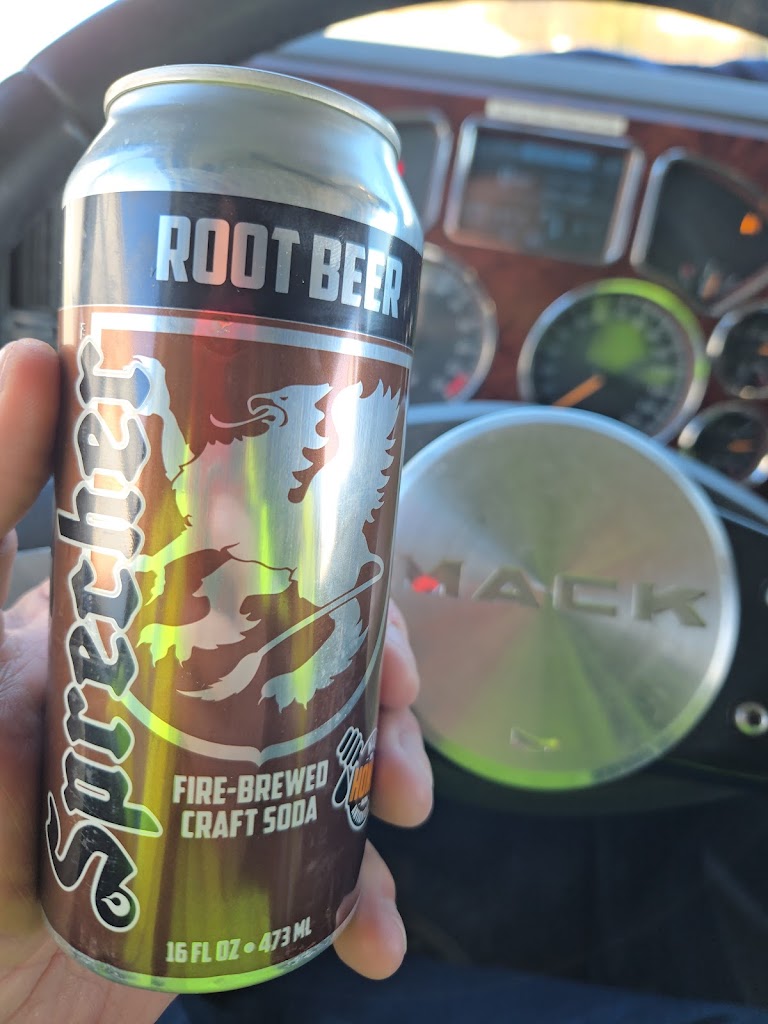 ROOT BEER
Sprecher
FIRE-BREWED
CRAFT SODA
16 FL OZ • 473 ML
MACK